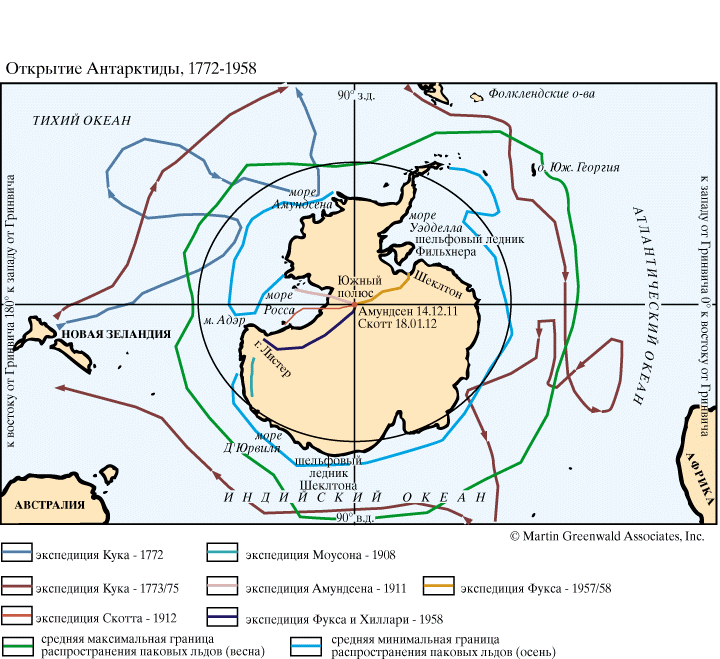 Открытие Антарктиды, 1772-1958
90° з.д.
Фолклендские о-ва
ТИХИЙ ОКЕАН
о. Юж. Георгия
море
Амундсена
море
Уэдделла
шельфовый ледник
Фильхнера
Шеклтон
Южный
полюс
море
Росса
Амундсен 14.12.11
Скотт 18.01.12
м. Адэр
НОВАЯ ЗЕЛАНДИЯ
г. Листер
АТЛАНТИЧЕСКИЙ ОКЕАН
к востоку от Гринвича 180° к западу от Гринвича
к западу от Гринвича 0° к востоку от Гринвича
море
Д'Юрвиля
шельфовый
ледник
Шеклтона
ИНДИЙСКИЙ ОКЕАН
90° в.д.
АВСТРАЛИЯ
АФРИКА
© Martin Greenwald Associates, Inc.
экспедиция Кука - 1772
экспедиция Моусона - 1908
экспедиция Кука - 1773/75
экспедиция Амундсена - 1911
экспедиция Фукса - 1957/58
экспедиция Скотта - 1912
экспедиция Фукса и Хиллари - 1958
средняя максимальная граница
распространения паковых льдов (весна)
средняя минимальная граница
распространения паковых льдов (осень)